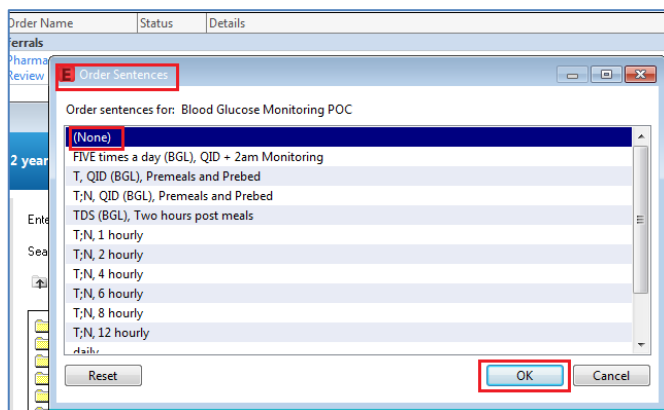 Order Name Status Details
ferrals
Pharma
Review
E Order Sentences
Order sentences for: Blood Glucose Monitoring POC
(None)
2 year
FIVE times a day (BGL), QID + 2am Monitoring
T, QID (BGL), Premeals and Prebed
T;N, QID (BGL), Premeals and Prebed
Ente
TDS (BGL), Two hours post meals
T;N, 1 hourly
Sea
T;N, 2 hourly
T;N, 4 hourly
T;N, 6 hourly
T;N, 8 hourly
T;N, 12 hourly
daily
Reset OK Cancel